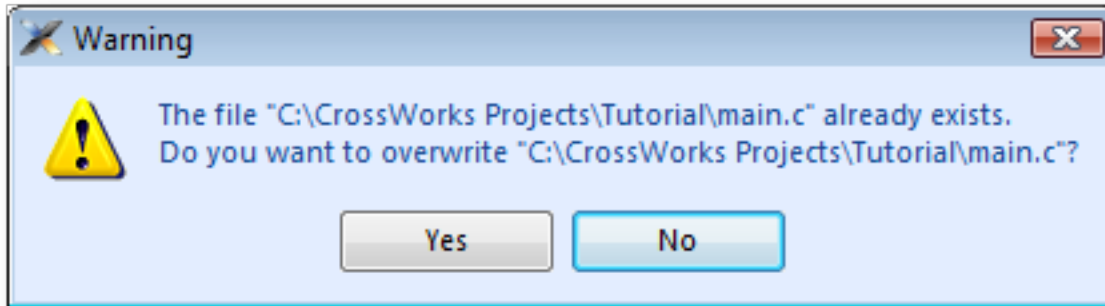 Warning
The file "C:\CrossWorks Projects\Tutorial\main.c" already exists.
Do you want to overwrite "C:\CrossWorks Projects\Tutorial\main.c"?
Yes No